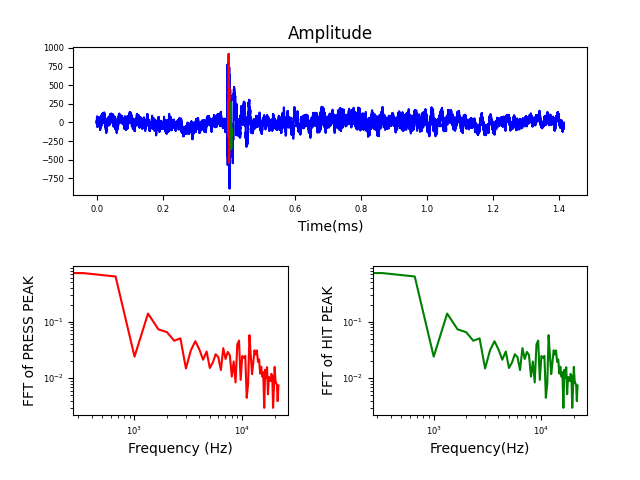 Amplitude
1000
750
500
250
0
−250
−500
−750
0.0 0.2 0.4 0.6 0.8 1.0 1.2 1.4
Time(ms)
FFT of PRESS PEAK
10⁻¹
10⁻²
10³ 10⁴
Frequency (Hz)
FFT of HIT PEAK
10⁻¹
10⁻²
10³ 10⁴
Frequency(Hz)